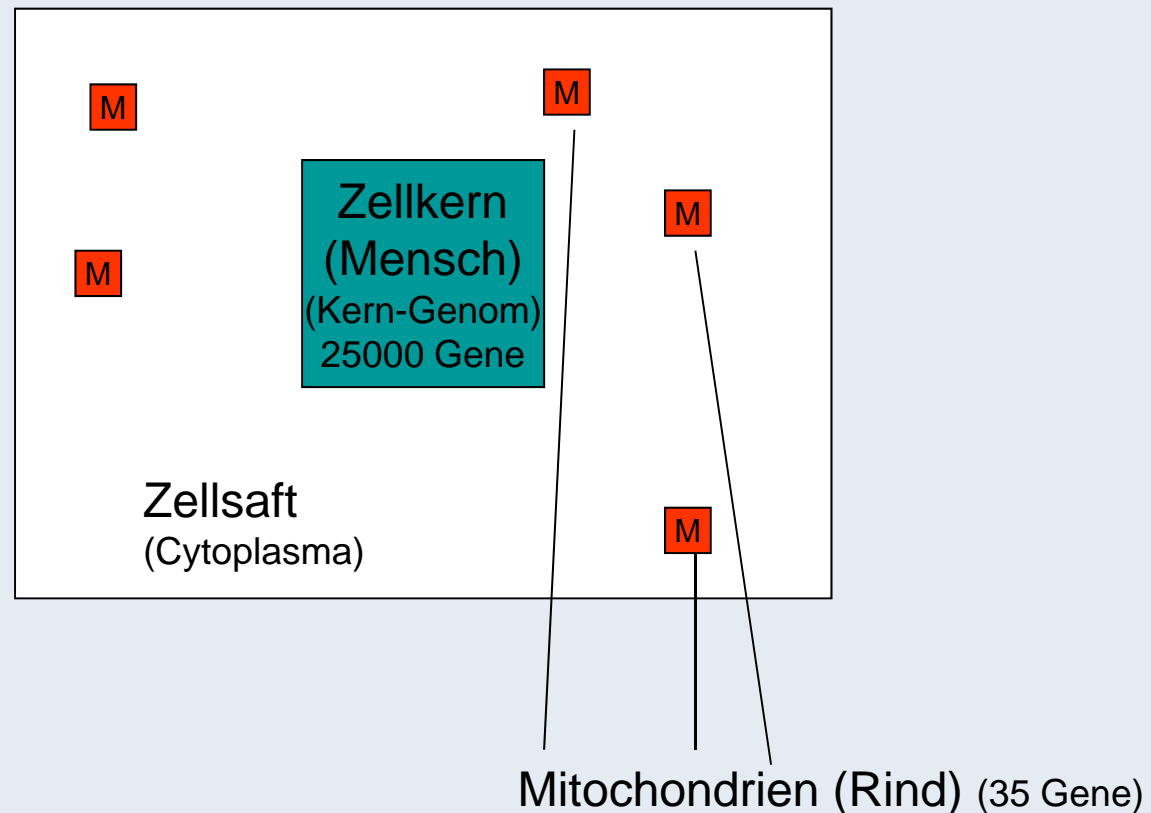 M
M
M
M
Zellkern
(Mensch)
(Kern-Genom)
25000 Gene
Zellsaft
(Cytoplasma)
M
Mitochondrien (Rind) (35 Gene)